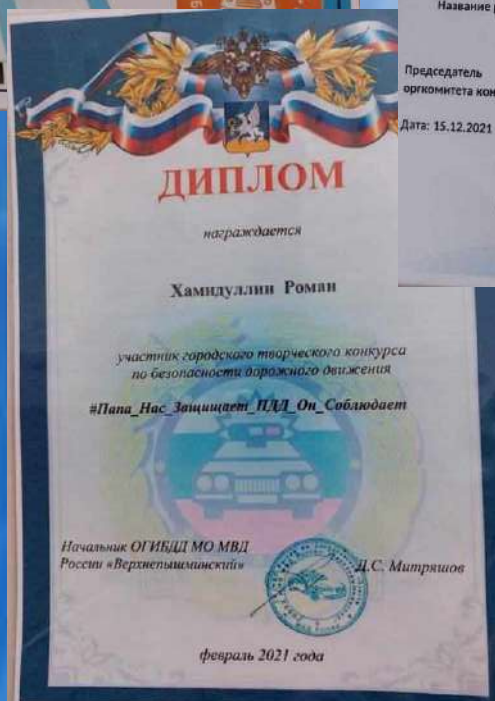 ДИПЛОМ
награждается
Хамидуллин Роман
участник городского творческого конкурса
по безопасности дорожного движения
#Папа_Нас_Защищает_ПДД_Он_Соблюдает
Начальник ОГИБДД МО МВД
России «Верхнепышминский»
Д.С. Митряшов
февраль 2021 года
Название
Председатель
оргкомитета
Дата: 15.12.2021